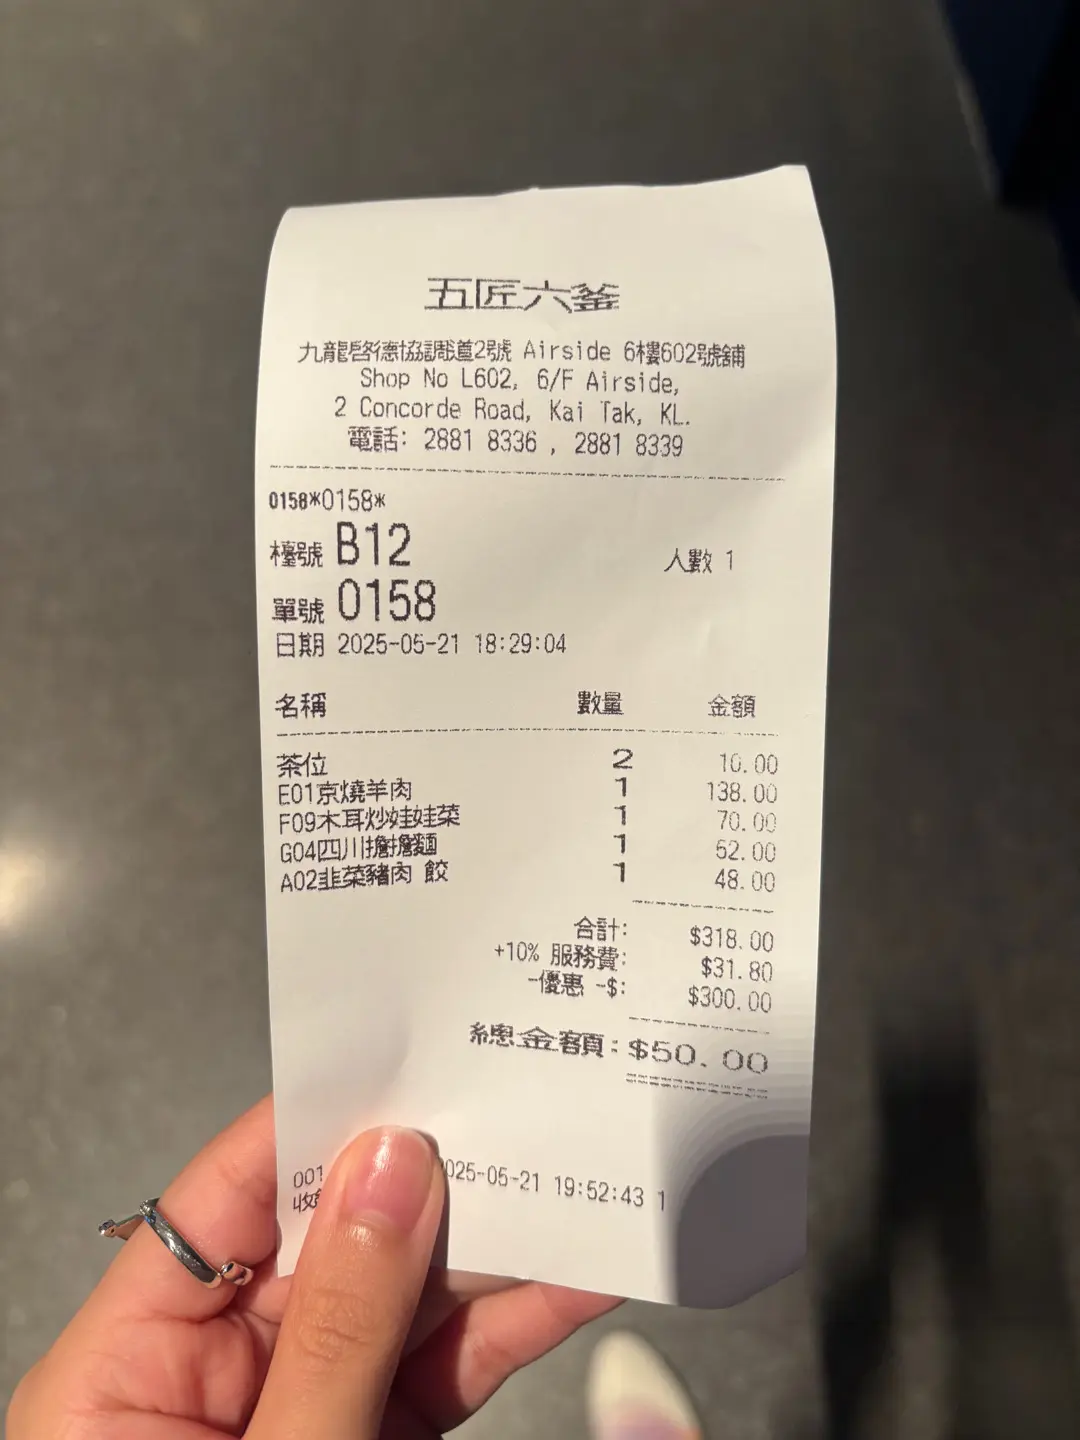 五匠六釜
九龍啓德協調道2號 Airside 6樓602號舖
Shop No L602, 6/F Airside,
2 Concorde Road, Kai Tak, KL.
電話: 2881 8336 , 2881 8339
0158*0158*
檯號 B12 人數 1
單號 0158
日期 2025-05-21 18:29:04
名稱 數量 金額
茶位 2 10.00
E01京燒羊肉 1 138.00
F09木耳炒娃娃菜 1 70.00
G04四川擔擔麵 1 52.00
A02韭菜豬肉 餃 1 48.00
合計: $318.00
+10% 服務費: $31.80
-優惠 -$: $300.00
總金額: $50.00
001 025-05-21 19:52:43 1
收